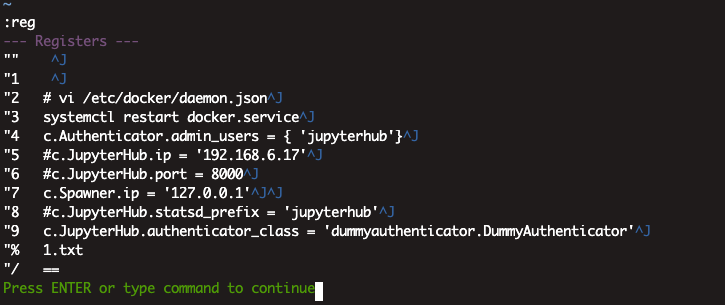 ~
:reg
--- Registers ---
""    ^J
"1    ^J
"2   # vi /etc/docker/daemon.json^J
"3   systemctl restart docker.service^J
"4   c.Authenticator.admin_users = { 'jupyterhub'}^J
"5   #c.JupyterHub.ip = '192.168.6.17'^J
"6   #c.JupyterHub.port = 8000^J
"7   c.Spawner.ip = '127.0.0.1'^J^J
"8   #c.JupyterHub.statsd_prefix = 'jupyterhub'^J
"9   c.JupyterHub.authenticator_class = 'dummyauthenticator.DummyAuthenticator'^J
"%   1.txt
"/   ==
Press ENTER or type command to continue